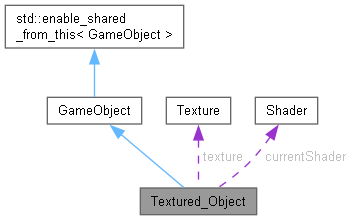 std::enable_shared
_from_this< GameObject >
GameObject
Texture
Shader
texture
currentShader
Textured_Object